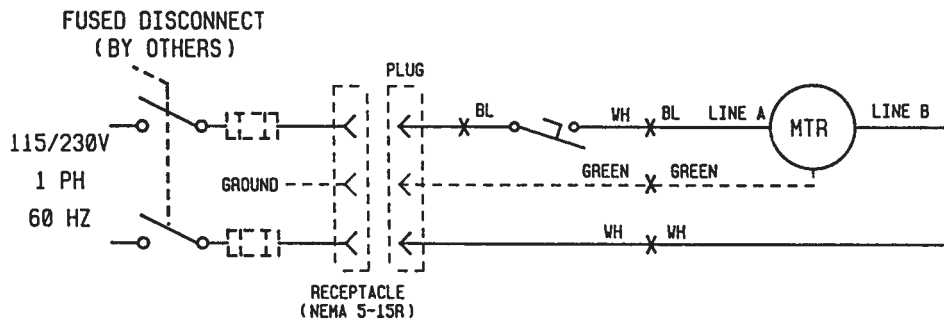 FUSED DISCONNECT
(BY OTHERS)
PLUG
BL
WH
BL
LINE A
MTR
LINE B
115/230V
1 PH
60 HZ
GROUND
GREEN
GREEN
WH
WH
RECEPTACLE
(NEMA 5-15R)